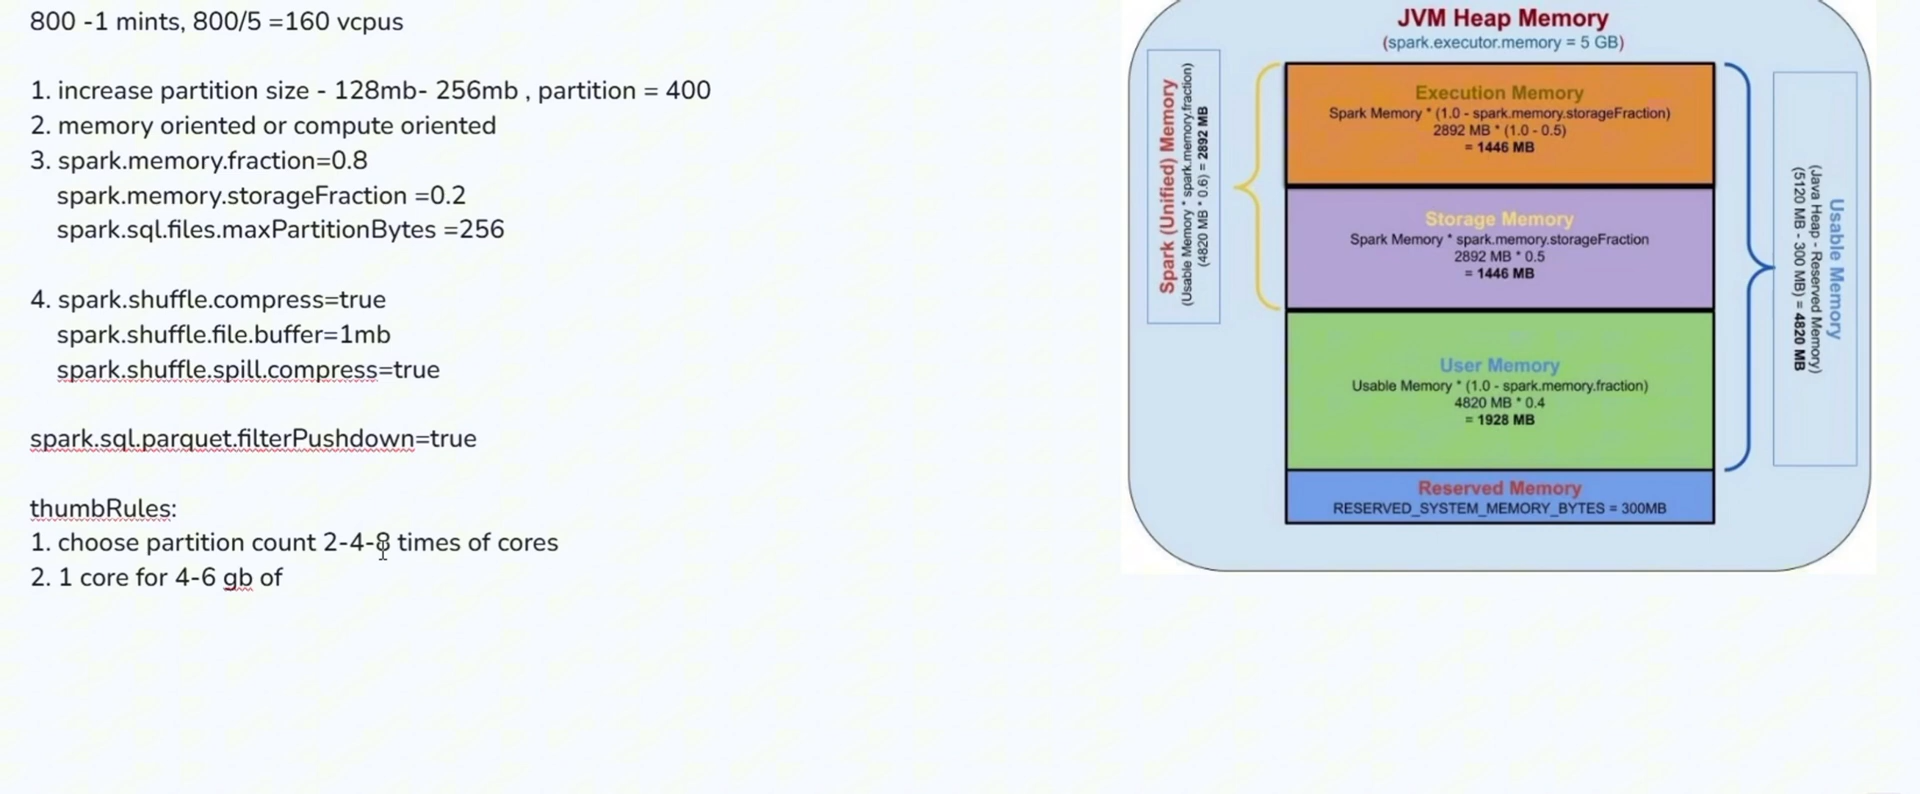 800 -1 mints, 800/5 =160 vcpus
1. increase partition size - 128mb- 256mb , partition = 400
2. memory oriented or compute oriented
3. spark.memory.fraction=0.8
spark.memory.storageFraction =0.2
spark.sql.files.maxPartitionBytes =256
4. spark.shuffle.compress=true
spark.shuffle.file.buffer=1mb
spark.shuffle.spill.compress=true
spark.sql.parquet.filterPushdown=true
thumbRules:
1. choose partition count 2-4-8 times of cores
2. 1 core for 4-6 gb of
JVM Heap Memory
(spark.executor.memory = 5 GB)
Spark (Unified) Memory
(Usable Memory * spark.memory.fraction)
(4820 MB * 0.6) = 2892 MB
Execution Memory
Spark Memory * (1.0 - spark.memory.storageFraction)
2892 MB * (1.0 - 0.5)
= 1446 MB
Storage Memory
Spark Memory * spark.memory.storageFraction
2892 MB * 0.5
= 1446 MB
User Memory
Usable Memory * (1.0 - spark.memory.fraction)
4820 MB * 0.4
= 1928 MB
Reserved Memory
RESERVED_SYSTEM_MEMORY_BYTES = 300MB
Usable Memory
(Java Heap - Reserved Memory)
(5120 MB - 300 MB) = 4820 MB